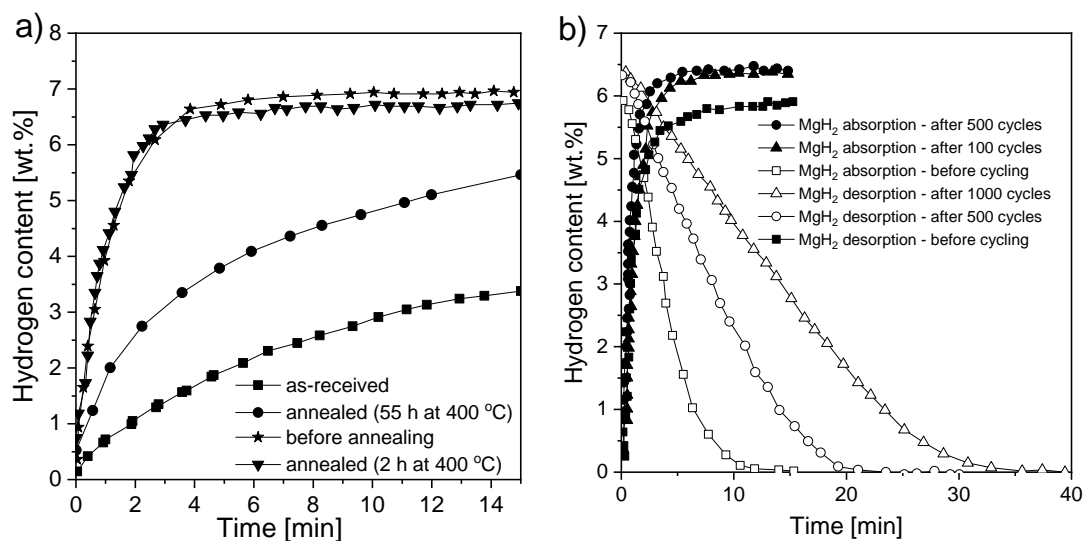 a)
Hydrogen content [wt.%]
8
7
6
5
4
3
2
1
0
0 2 4 6 8 10 12 14
Time [min]
as-received
annealed (55 h at 400 °C)
before annealing
annealed (2 h at 400 °C)
b)
Hydrogen content [wt.%]
7
6
5
4
3
2
1
0
0 10 20 30 40
Time [min]
MgH₂ absorption - after 500 cycles
MgH₂ absorption - after 100 cycles
MgH₂ absorption - before cycling
MgH₂ desorption - after 1000 cycles
MgH₂ desorption - after 500 cycles
MgH₂ desorption - before cycling